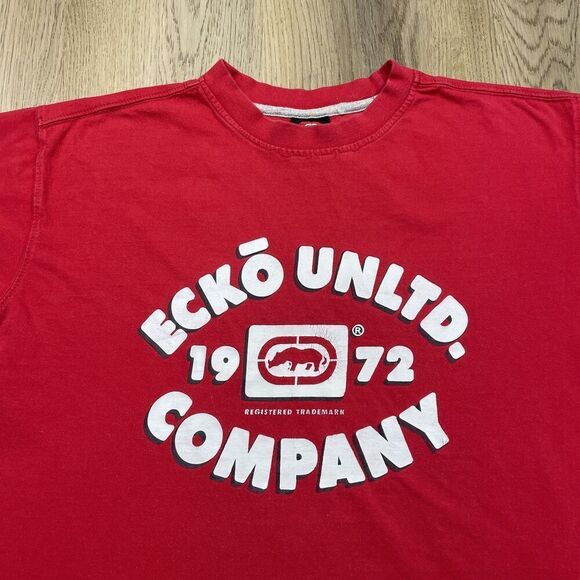 ECKŌ UNLTD.
®
19 72
REGISTERED TRADEMARK
COMPANY